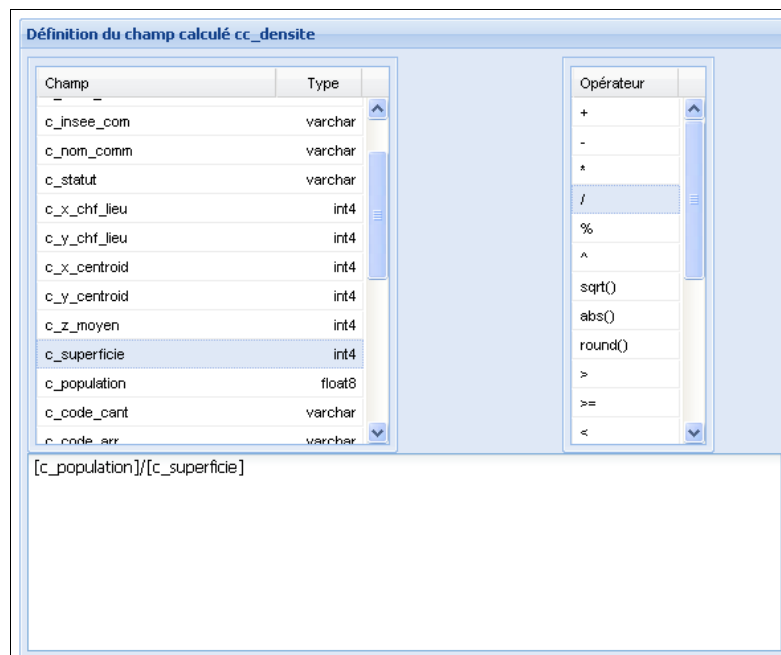 Définition du champ calculé cc_densite
Champ Type
c_insee_com varchar
c_nom_comm varchar
c_statut varchar
c_x_chf_lieu int4
c_y_chf_lieu int4
c_x_centroid int4
c_y_centroid int4
c_z_moyen int4
c_superficie int4
c_population float8
c_code_cant varchar
c_code_arr varchar
Opérateur
+
-
*
/
%
^
sqrt()
abs()
round()
>
>=
<
[c_population]/[c_superficie]